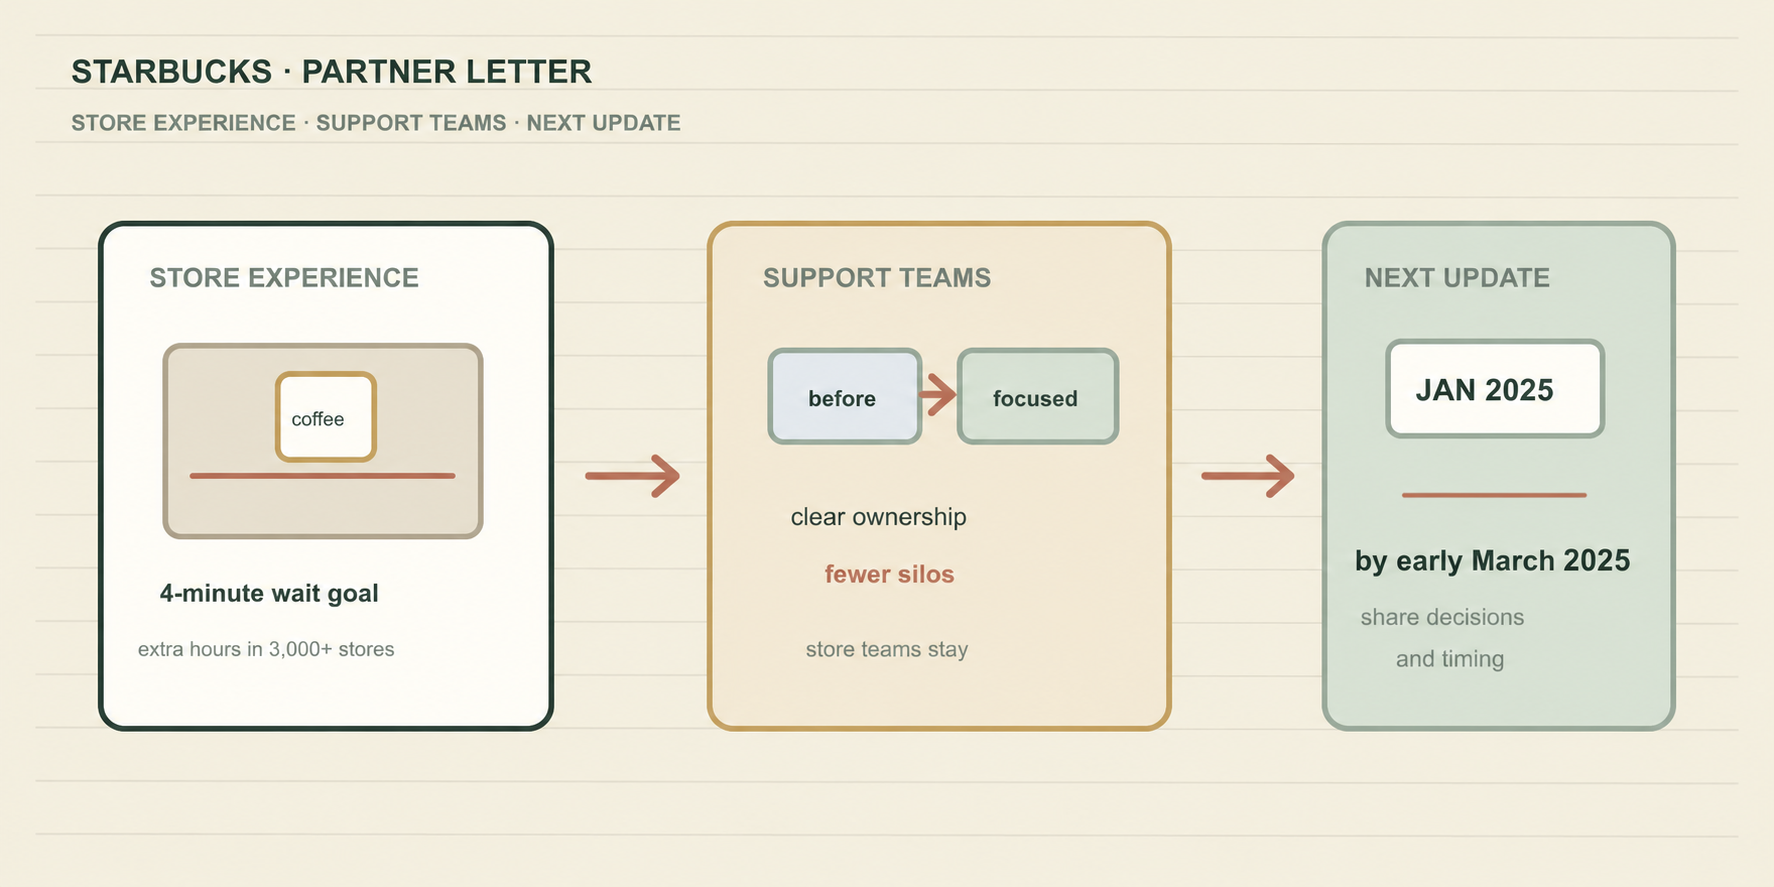 STARBUCKS · PARTNER LETTER
STORE EXPERIENCE · SUPPORT TEAMS · NEXT UPDATE
STORE EXPERIENCE
coffee
4-minute wait goal
extra hours in 3,000+ stores
SUPPORT TEAMS
before
focused
clear ownership
fewer silos
store teams stay
NEXT UPDATE
JAN 2025
by early March 2025
share decisions
and timing